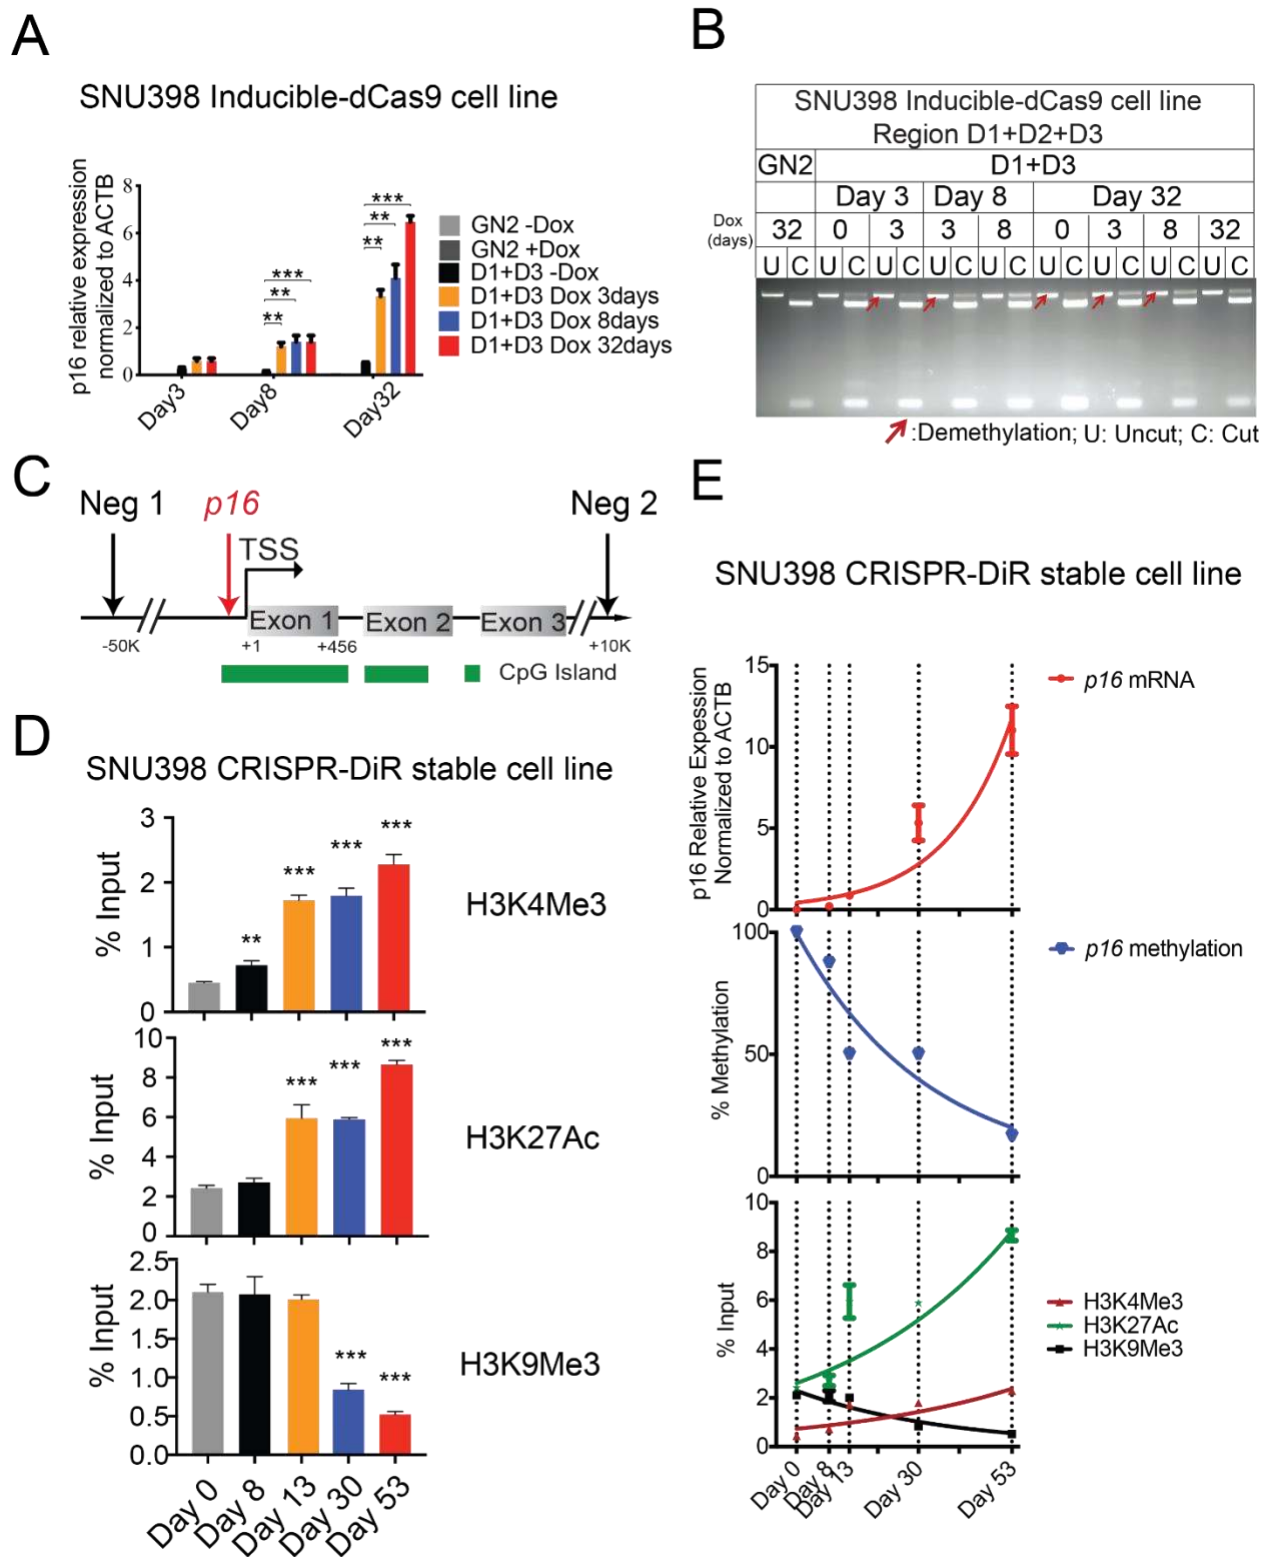 A
SNU398 Inducible-dCas9 cell line
p16 relative expression
normalized to ACTB
8
6
4
2
0
*** ** **
*** ** **
Day3 Day8 Day32
GN2 -Dox
GN2 +Dox
D1+D3 -Dox
D1+D3 Dox 3days
D1+D3 Dox 8days
D1+D3 Dox 32days
B
SNU398 Inducible-dCas9 cell line
Region D1+D2+D3
GN2 D1+D3
Day 3 Day 8 Day 32
Dox
(days)
32 0 3 3 8 0 3 8 32
U C U C U C U C U C U C U C U C U C
:Demethylation; U: Uncut; C: Cut
C
Neg 1 p16 Neg 2
TSS
Exon 1 Exon 2 Exon 3
-50K +1 +456 +10K
CpG Island
D
SNU398 CRISPR-DiR stable cell line
% Input
3
2
1
0
** *** *** ***
H3K4Me3
% Input
10
8
6
4
2
0
*** *** ***
H3K27Ac
% Input
2.5
2.0
1.5
1.0
0.5
0.0
*** ***
H3K9Me3
Day 0 Day 8 Day 13 Day 30 Day 53
E
SNU398 CRISPR-DiR stable cell line
p16 Relative Expession
Normalized to ACTB
15
10
5
0
p16 mRNA
% Methylation
100
50
0
p16 methylation
% Input
10
8
6
4
2
0
H3K4Me3
H3K27Ac
H3K9Me3
Day 0 Day 8 Day 13 Day 30 Day 53